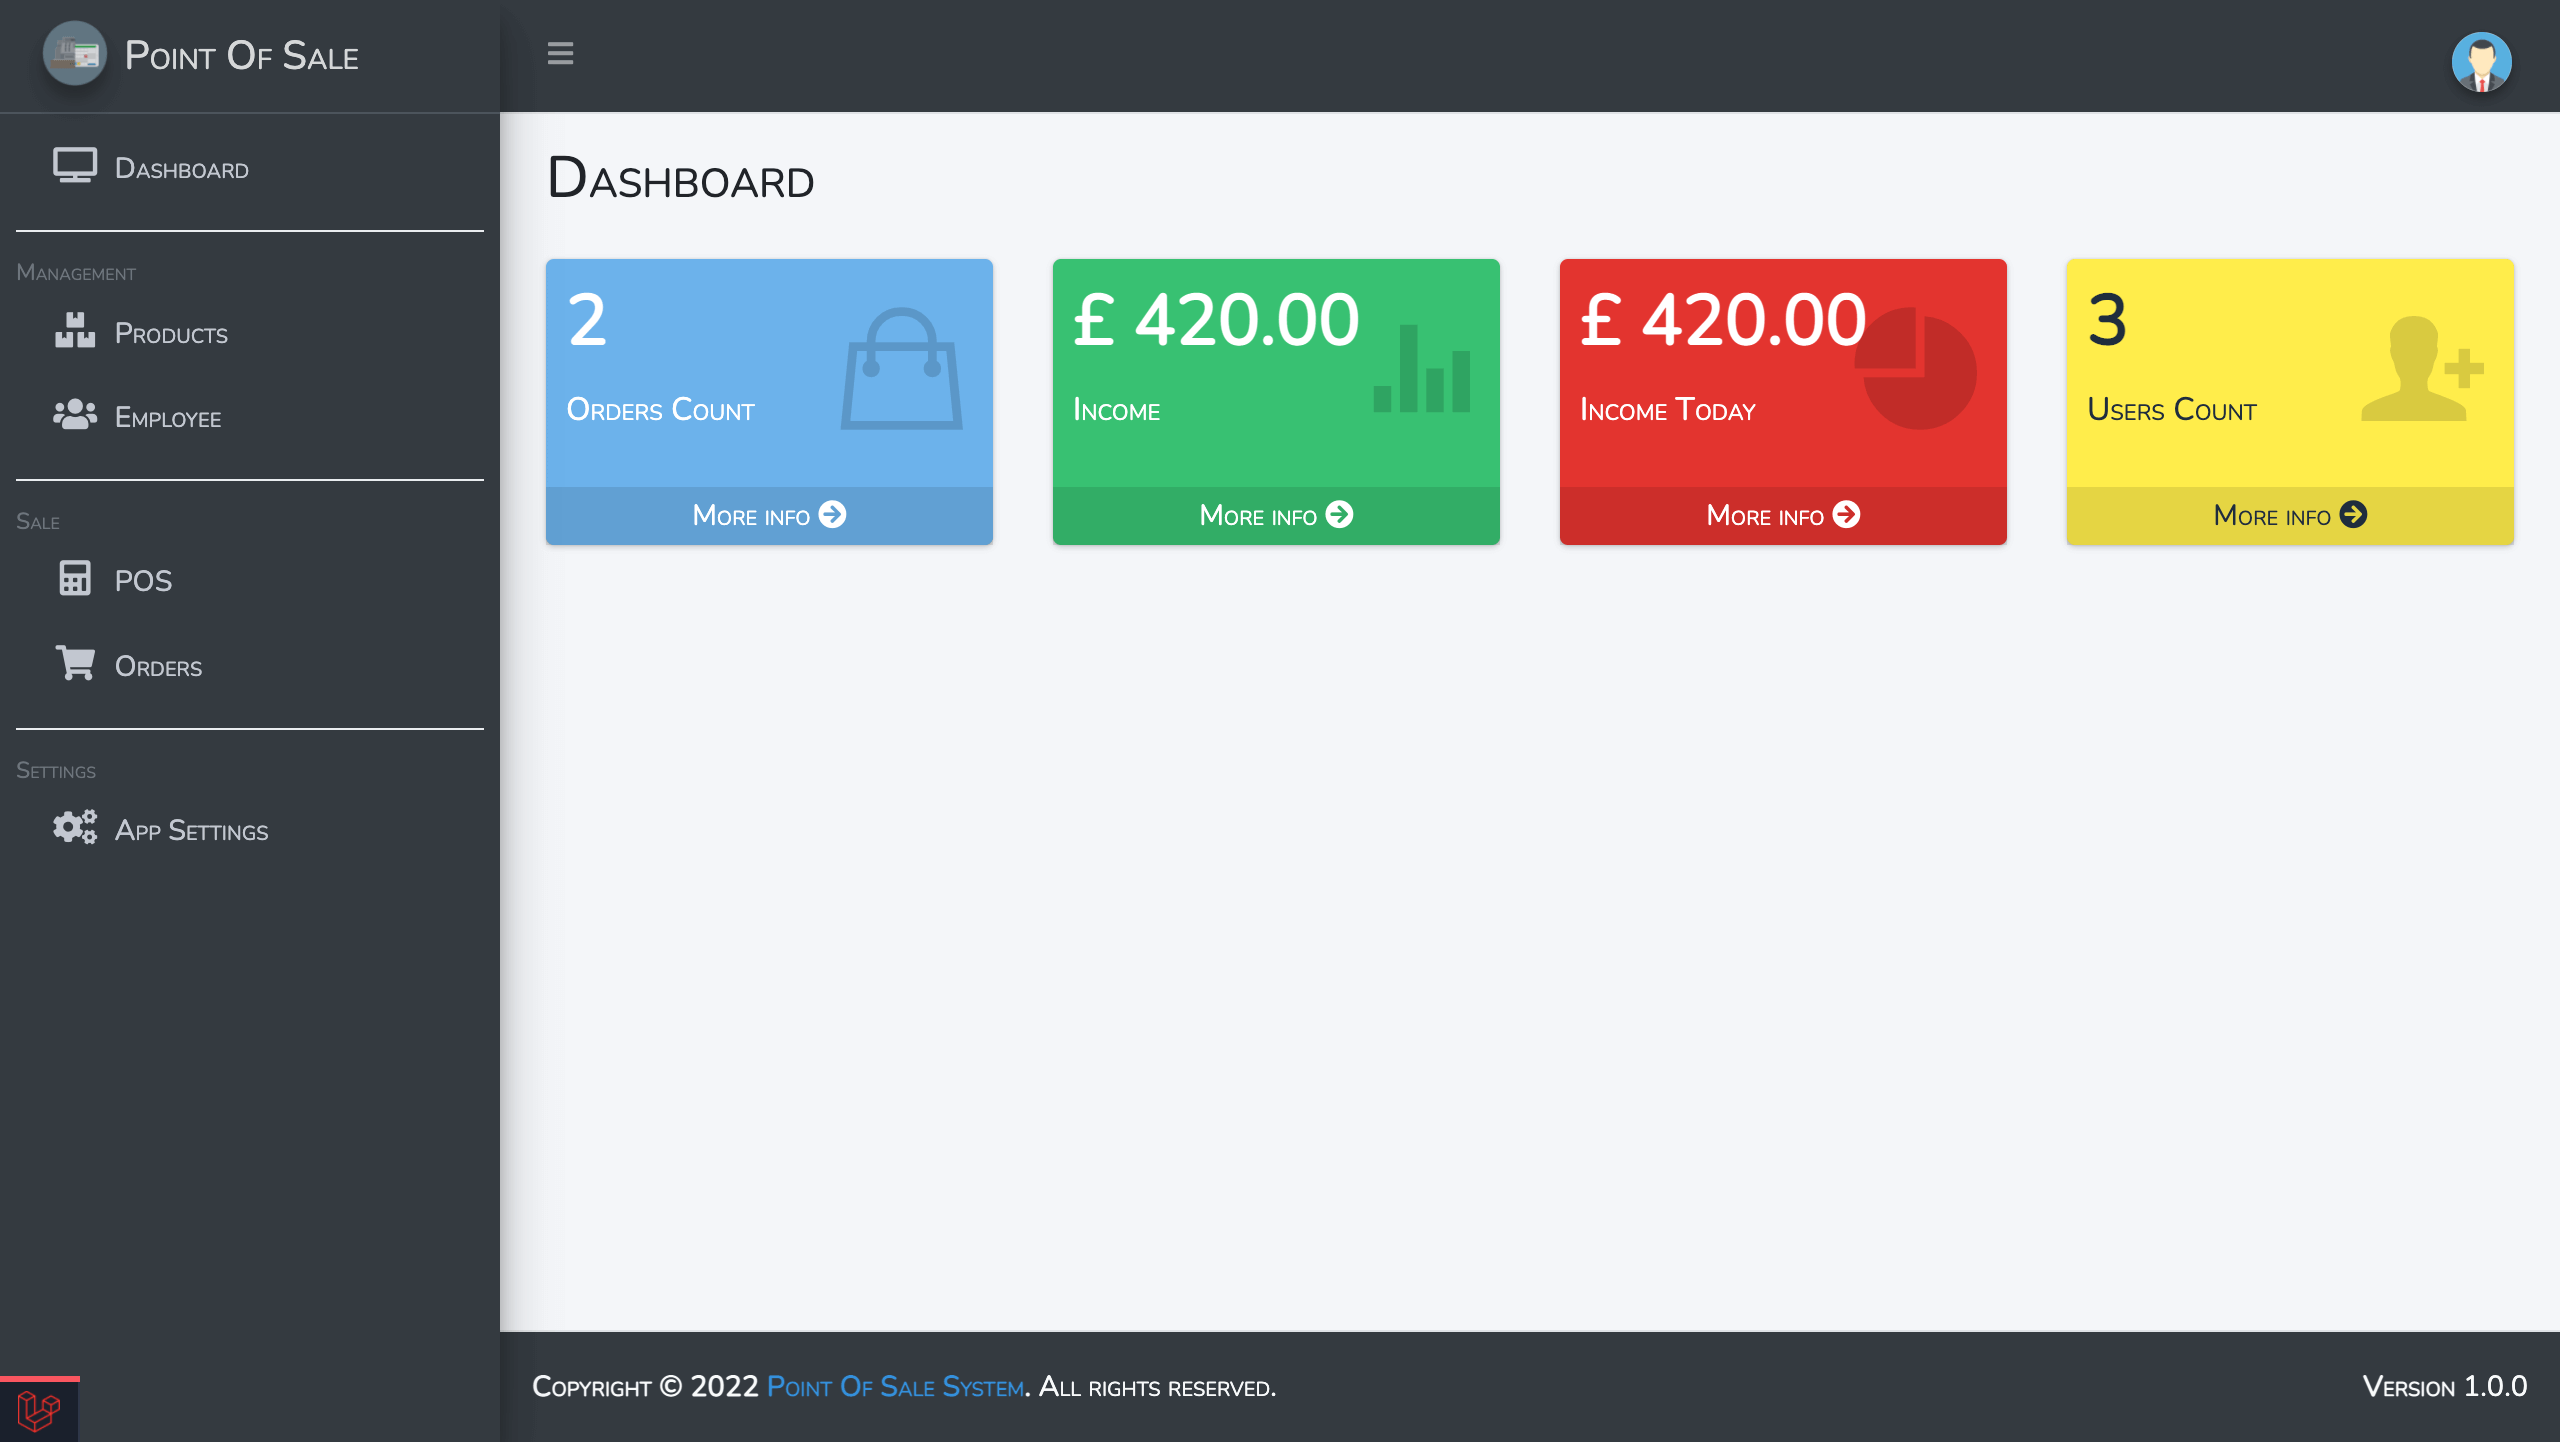 Point Of Sale
Dashboard
Management
Products
Employee
Sale
POS
Orders
Settings
App Settings
Dashboard
2
Orders Count
More info
£ 420.00
Income
More info
£ 420.00
Income Today
More info
3
Users Count
More info
Copyright © 2022 Point Of Sale System. All rights reserved.
Version 1.0.0